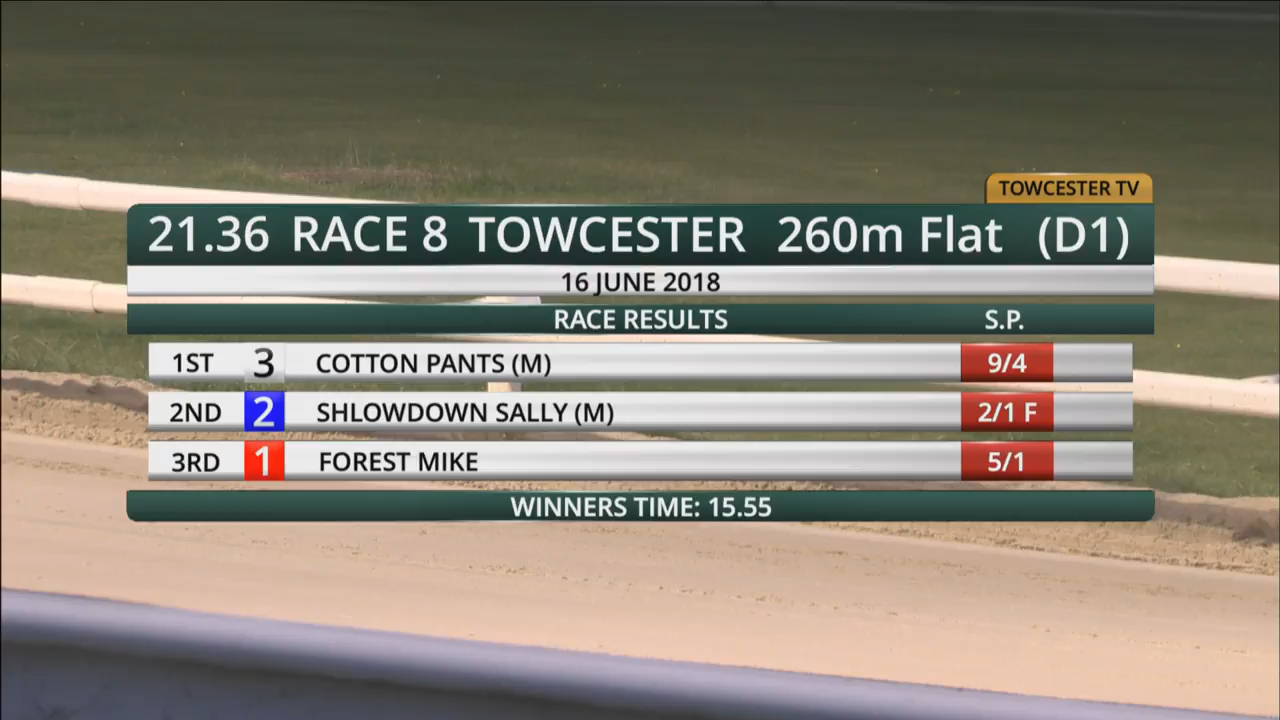 TOWCESTER TV
21.36 RACE 8 TOWCESTER 260m Flat (D1)
16 JUNE 2018
RACE RESULTS S.P.
1ST 3 COTTON PANTS (M) 9/4
2ND 2 SHLOWDOWN SALLY (M) 2/1 F
3RD 1 FOREST MIKE 5/1
WINNERS TIME: 15.55